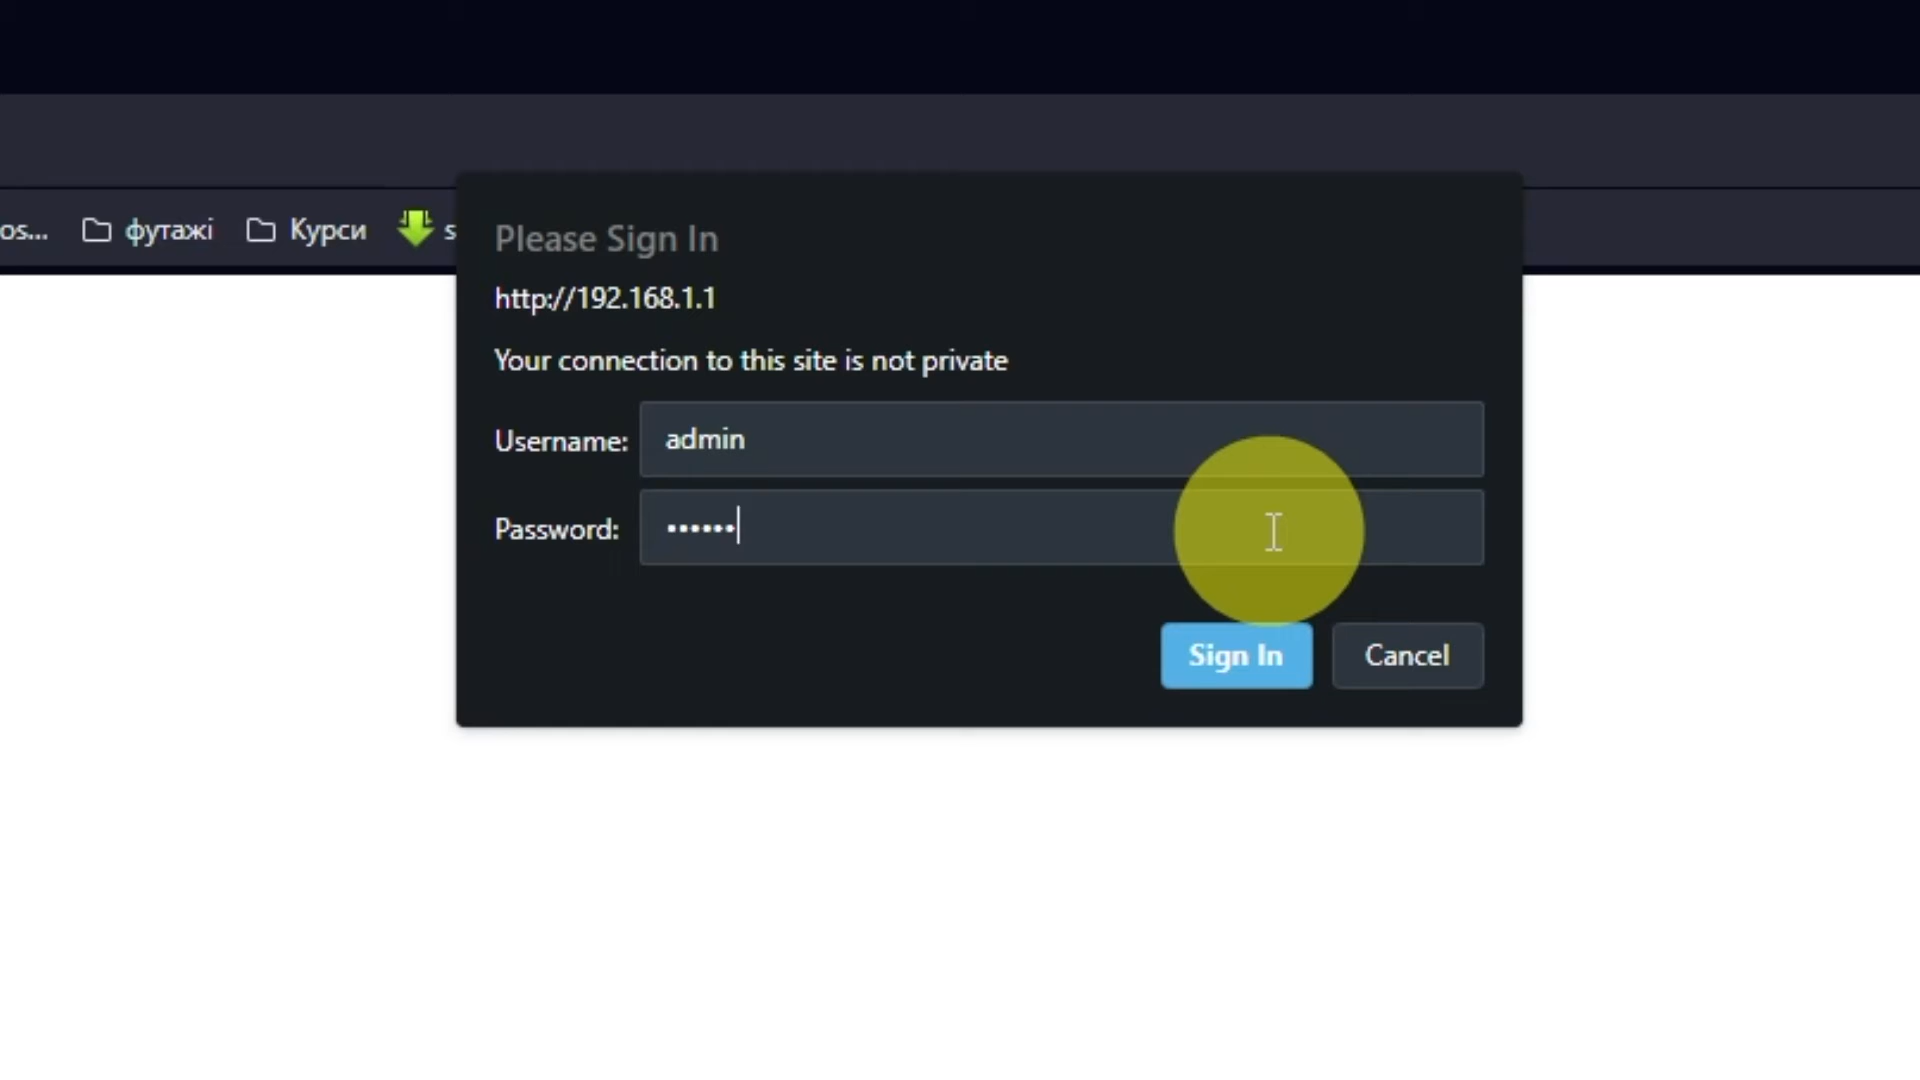 os... футажі Курси s
Please Sign In
http://192.168.1.1
Your connection to this site is not private
Username: admin
Password: ••••••
Sign In Cancel